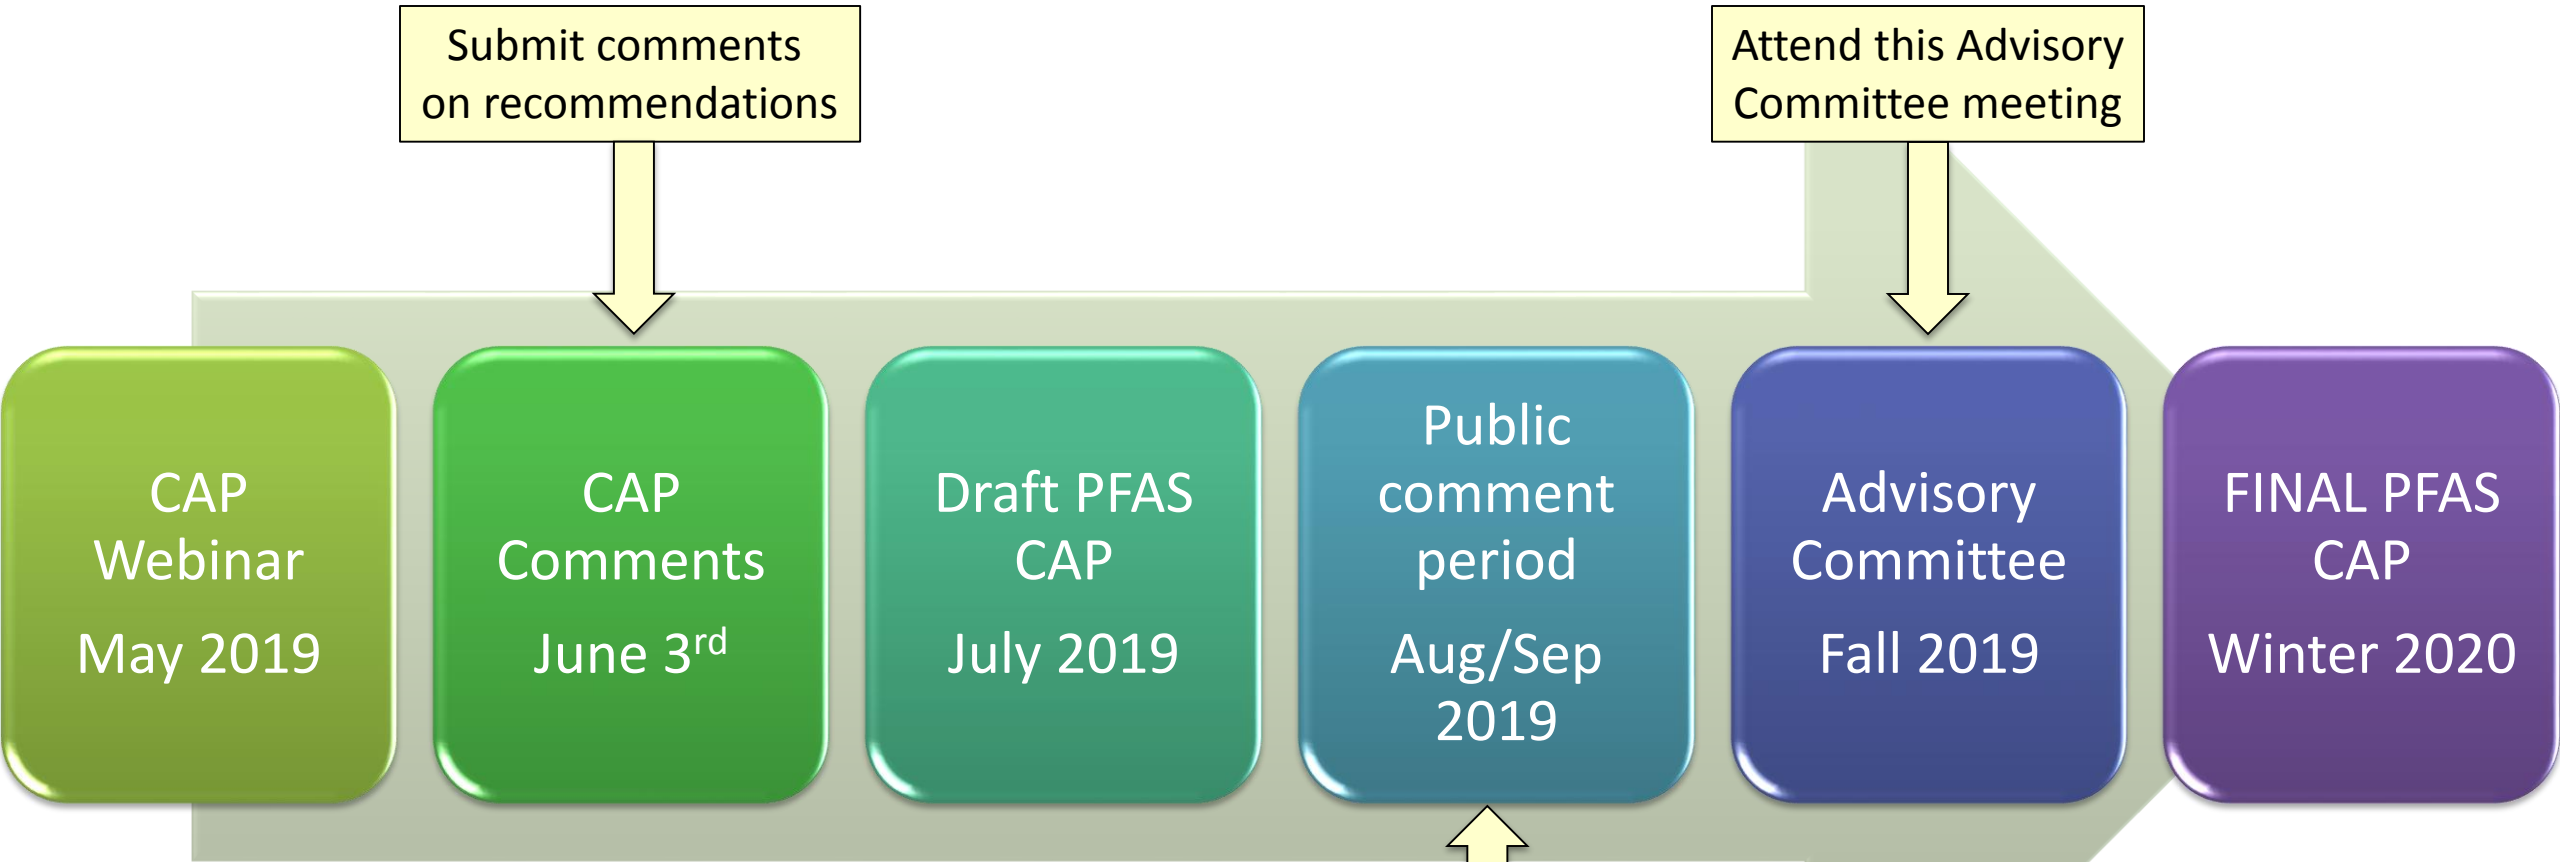 Submit comments
on recommendations
Attend this Advisory
Committee meeting
CAP
Webinar
May 2019
CAP
Comments
June 3rd
Draft PFAS
CAP
July 2019
Public
comment
period
Aug/Sep
2019
Advisory
Committee
Fall 2019
FINAL PFAS
CAP
Winter 2020